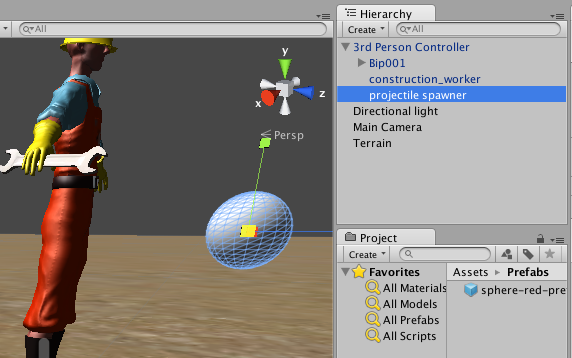 All
y
x
z
Persp
Hierarchy
Create
All
3rd Person Controller
Bip001
construction_worker
projectile spawner
Directional light
Main Camera
Terrain
Project
Create
Favorites
All Materials
All Models
All Prefabs
All Scripts
Assets
Prefabs
sphere-red-pre